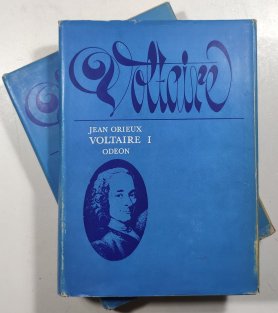 Voltaire
JEAN ORIEUX
VOLTAIRE I
ODEON